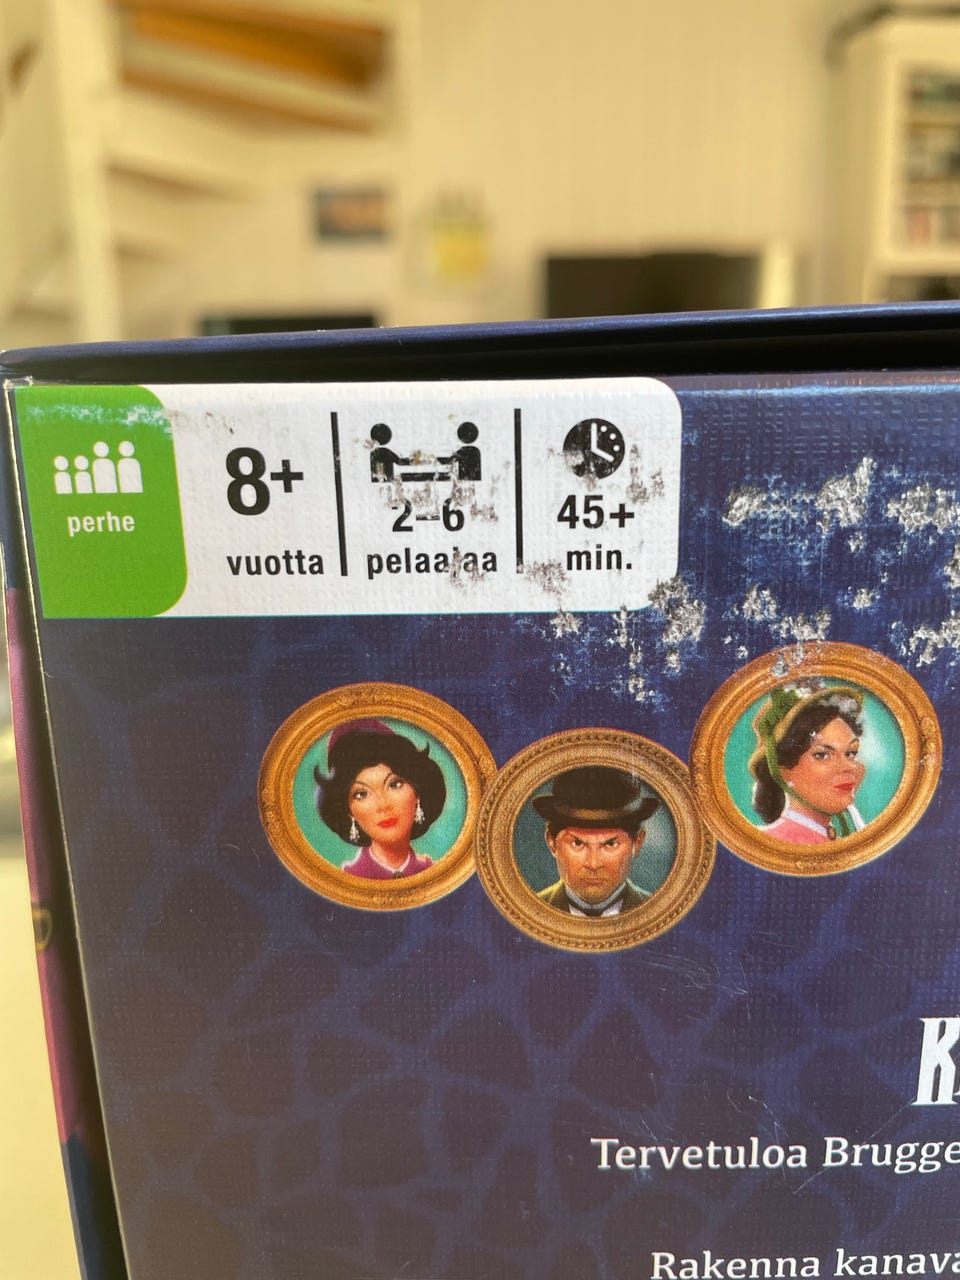 perhe
8+
vuotta
2–6
pelaajaa
45+
min.
Tervetuloa Brugge
Rakenna kanava